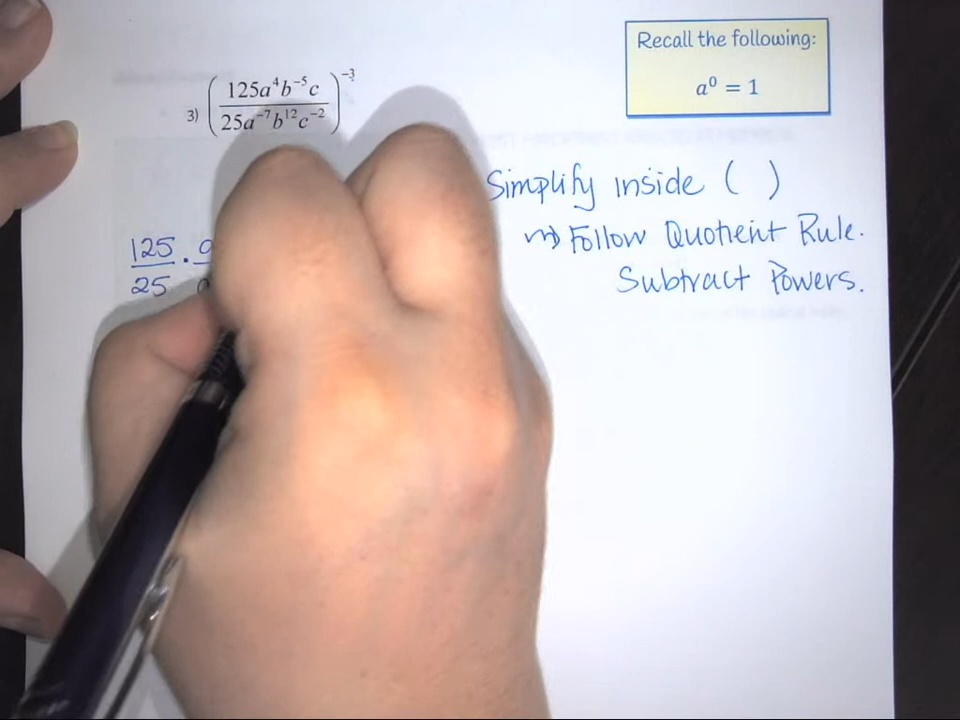 Recall the following:
a⁰ = 1
3) (125a⁴b⁻⁵c / 25a⁻⁷b¹²c⁻²)⁻³
Simplify inside ( )
⇝ Follow Quotient Rule.
Subtract Powers.
125 / 25 ·